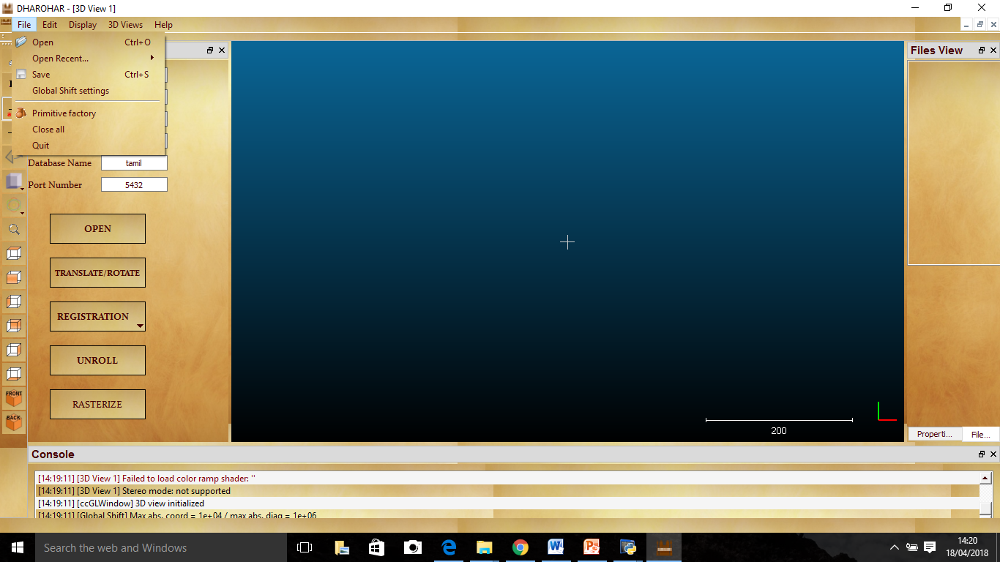 DHAROHAR - [3D View 1]
File Edit Display 3D Views Help
Open Ctrl+O
Open Recent...
Save Ctrl+S
Global Shift settings
Primitive factory
Close all
Quit
Database Name tamil
Port Number 5432
OPEN
TRANSLATE/ROTATE
REGISTRATION
UNROLL
RASTERIZE
FRONT
BACK
200
Files View
Properti... File...
Console
[14:19:11] [3D View 1] Failed to load color ramp shader: ''
[14:19:11] [3D View 1] Stereo mode: not supported
[14:19:11] [ccGLWindow] 3D view initialized
[14:19:11] [Global Shift] Max abs. coord = 1e+04 / max abs. diag = 1e+06
Search the web and Windows
14:20
18/04/2018